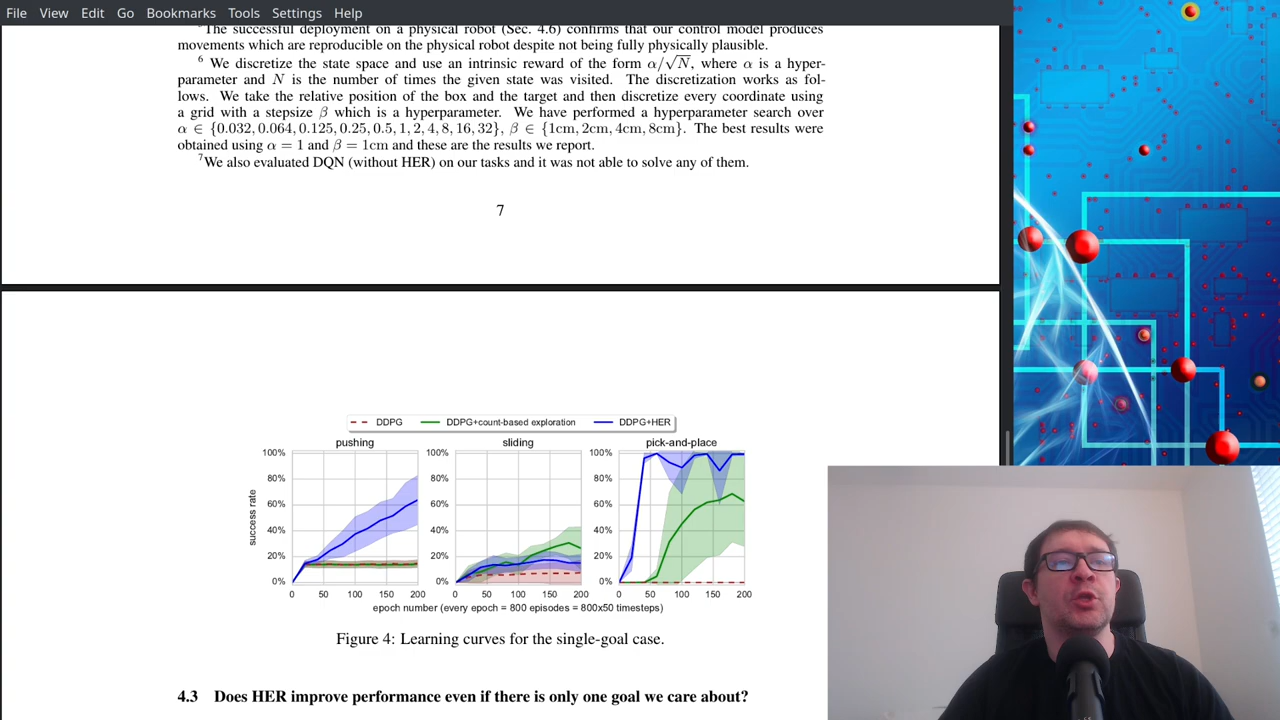 File View Edit Go Bookmarks Tools Settings Help
5The successful deployment on a physical robot (Sec. 4.6) confirms that our control model produces
movements which are reproducible on the physical robot despite not being fully physically plausible.
6 We discretize the state space and use an intrinsic reward of the form α/√N, where α is a hyper-
parameter and N is the number of times the given state was visited. The discretization works as fol-
lows. We take the relative position of the box and the target and then discretize every coordinate using
a grid with a stepsize β which is a hyperparameter. We have performed a hyperparameter search over
α ∈ {0.032, 0.064, 0.125, 0.25, 0.5, 1, 2, 4, 8, 16, 32}, β ∈ {1cm, 2cm, 4cm, 8cm}. The best results were
obtained using α = 1 and β = 1cm and these are the results we report.
7We also evaluated DQN (without HER) on our tasks and it was not able to solve any of them.
7
DDPG DDPG+count-based exploration DDPG+HER
pushing sliding pick-and-place
100% 100% 100%
80% 80% 80%
60% 60% 60%
40% 40% 40%
20% 20% 20%
0% 0% 0%
success rate
0 50 100 150 200 0 50 100 150 200 0 50 100 150 200
epoch number (every epoch = 800 episodes = 800x50 timesteps)
Figure 4: Learning curves for the single-goal case.
4.3 Does HER improve performance even if there is only one goal we care about?